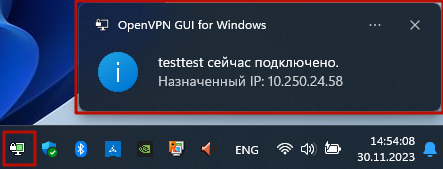 OpenVPN GUI for Windows
testtest сейчас подключено.
Назначенный IP: 10.250.24.58
ENG
14:54:08
30.11.2023